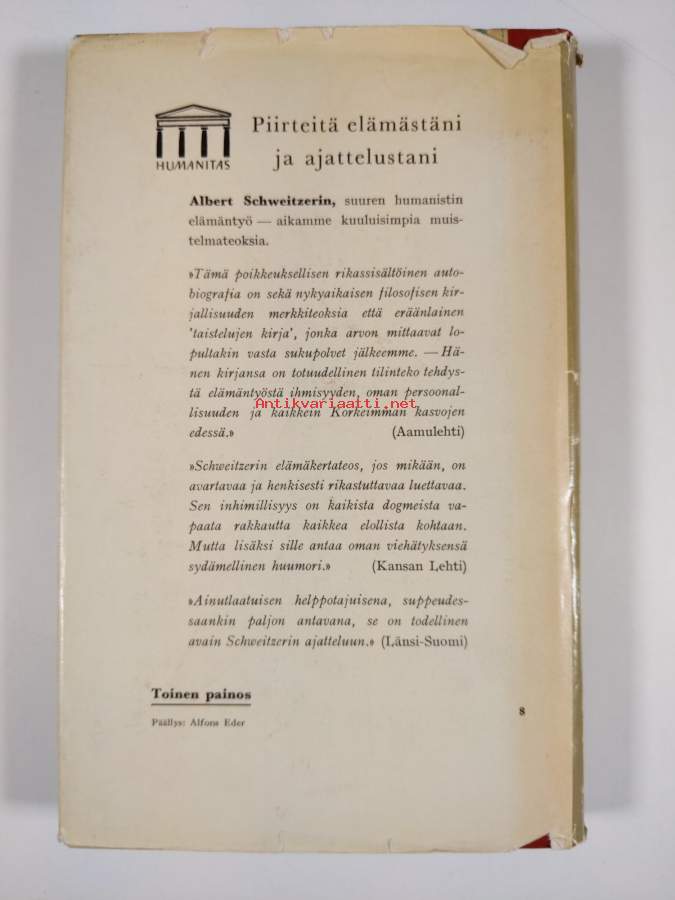 HUMANITAS
Piirteitä elämästäni
ja ajattelustani
Albert Schweitzerin, suuren humanistin
elämäntyö — aikamme kuuluisimpia muis-
telmateoksia.
»Tämä poikkeuksellisen rikassisältöinen auto-
biografia on sekä nykyaikaisen filosofisen kir-
jallisuuden merkkiteoksia että eräänlainen
'taistelujen kirja', jonka arvon mittaavat lo-
pultakin vasta sukupolvet jälkeemme. — Hä-
nen kirjansa on totuudellinen tilinteko tehdys-
tä elämäntyöstä ihmisyyden, oman persoonal-
lisuuden ja kaikkein Korkeimman kasvojen
edessä.» (Aamulehti)
Antikvariaatti.net
»Schweitzerin elämäkertateos, jos mikään, on
avartavaa ja henkisesti rikastuttavaa luettavaa.
Sen inhimillisyys on kaikista dogmeista va-
paata rakkautta kaikkea elollista kohtaan.
Mutta lisäksi sille antaa oman viehätyksensä
sydämellinen huumori.» (Kansan Lehti)
»Ainutlaatuisen helppotajuisena, suppeudes-
saankin paljon antavana, se on todellinen
avain Schweitzerin ajatteluun.» (Länsi-Suomi)
Toinen painos
Päällys: Alfons Eder
8